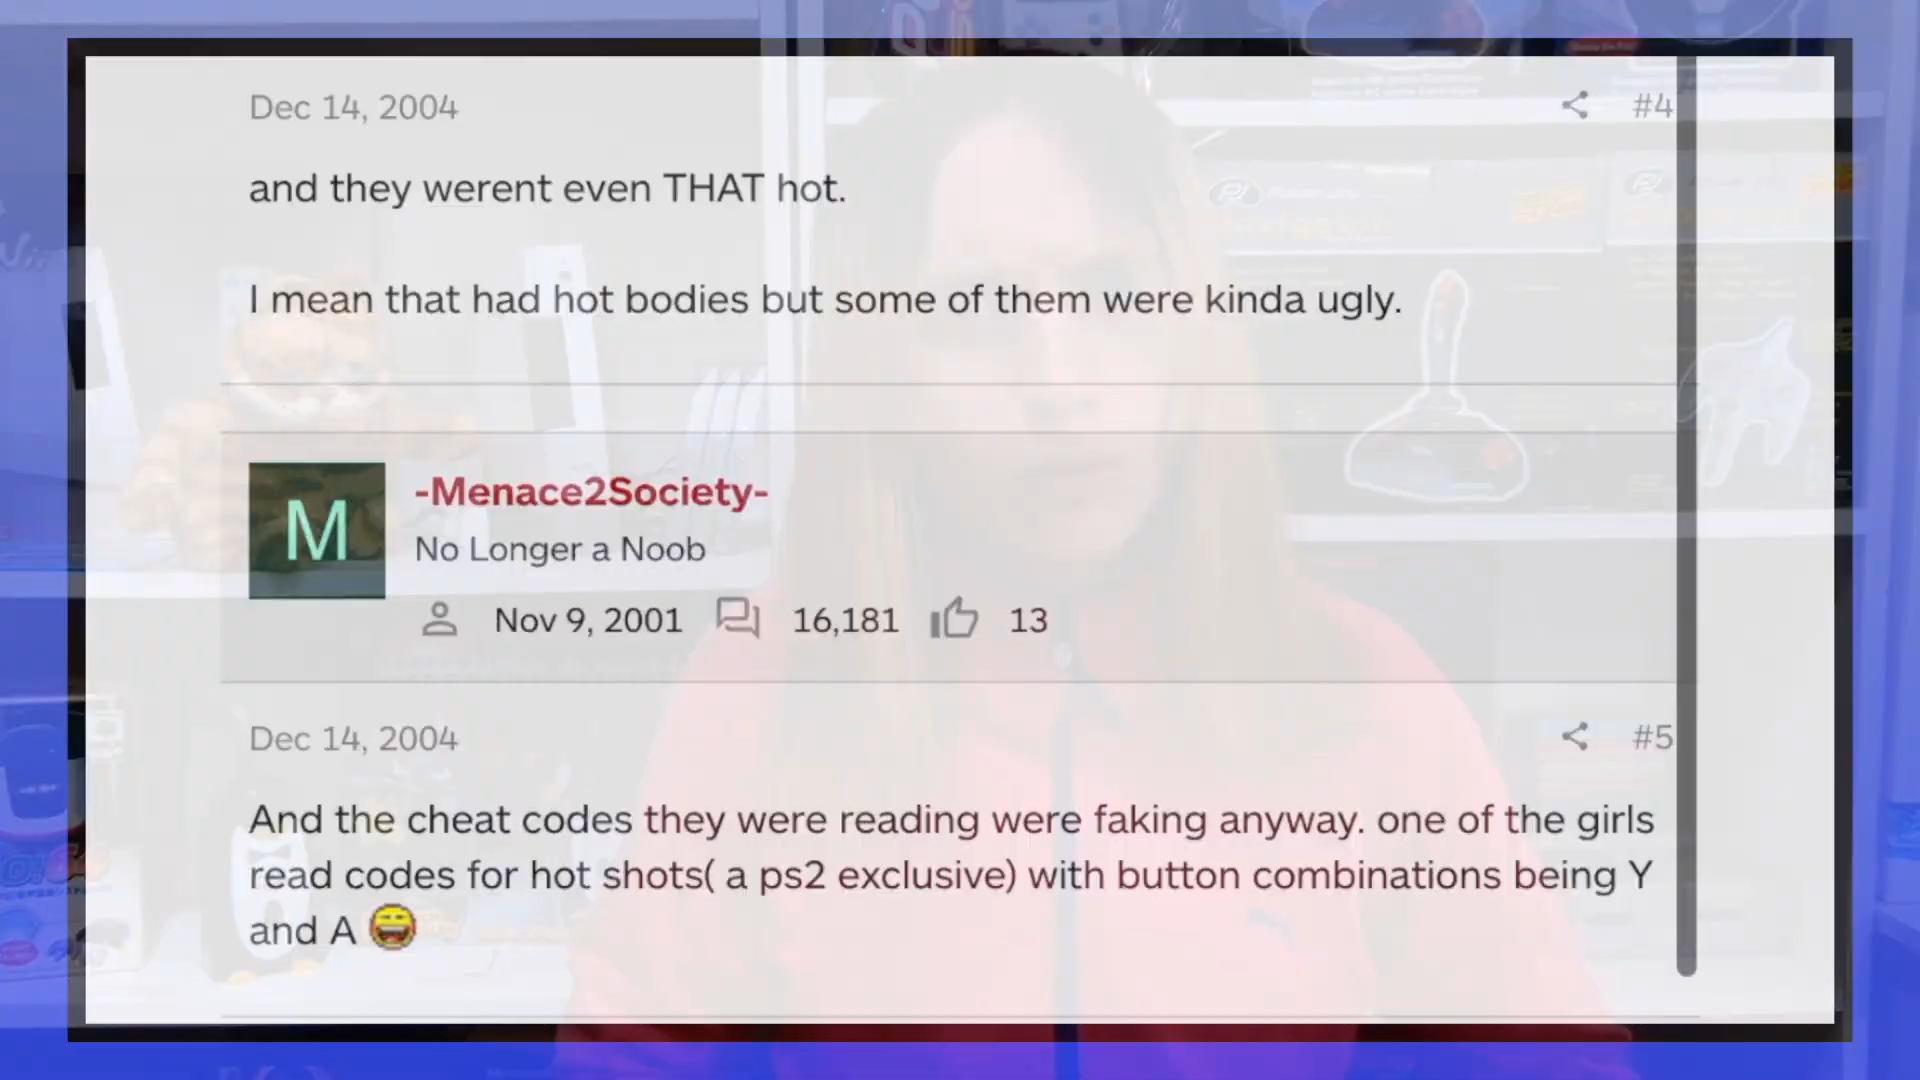 Dec 14, 2004
#4
and they werent even THAT hot.
I mean that had hot bodies but some of them were kinda ugly.
M
-Menace2Society-
No Longer a Noob
Nov 9, 2001
16,181
13
Dec 14, 2004
#5
And the cheat codes they were reading were faking anyway. one of the girls
read codes for hot shots( a ps2 exclusive) with button combinations being Y
and A